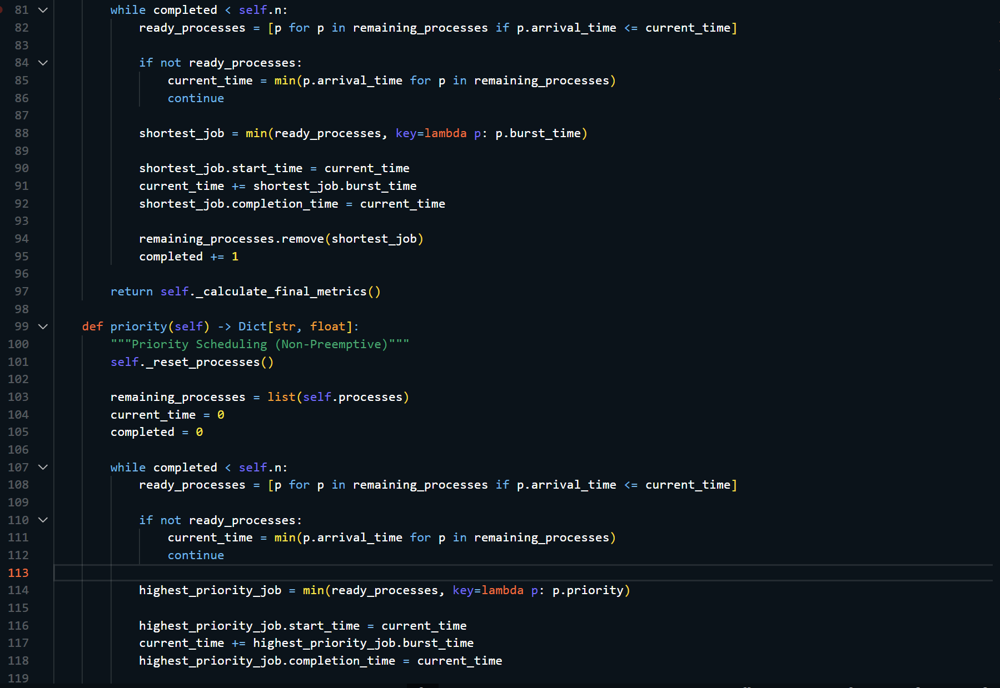 81 while completed < self.n:
82 ready_processes = [p for p in remaining_processes if p.arrival_time <= current_time]
83
84 if not ready_processes:
85 current_time = min(p.arrival_time for p in remaining_processes)
86 continue
87
88 shortest_job = min(ready_processes, key=lambda p: p.burst_time)
89
90 shortest_job.start_time = current_time
91 current_time += shortest_job.burst_time
92 shortest_job.completion_time = current_time
93
94 remaining_processes.remove(shortest_job)
95 completed += 1
96
97 return self._calculate_final_metrics()
98
99 def priority(self) -> Dict[str, float]:
100 """Priority Scheduling (Non-Preemptive)"""
101 self._reset_processes()
102
103 remaining_processes = list(self.processes)
104 current_time = 0
105 completed = 0
106
107 while completed < self.n:
108 ready_processes = [p for p in remaining_processes if p.arrival_time <= current_time]
109
110 if not ready_processes:
111 current_time = min(p.arrival_time for p in remaining_processes)
112 continue
113
114 highest_priority_job = min(ready_processes, key=lambda p: p.priority)
115
116 highest_priority_job.start_time = current_time
117 current_time += highest_priority_job.burst_time
118 highest_priority_job.completion_time = current_time
119